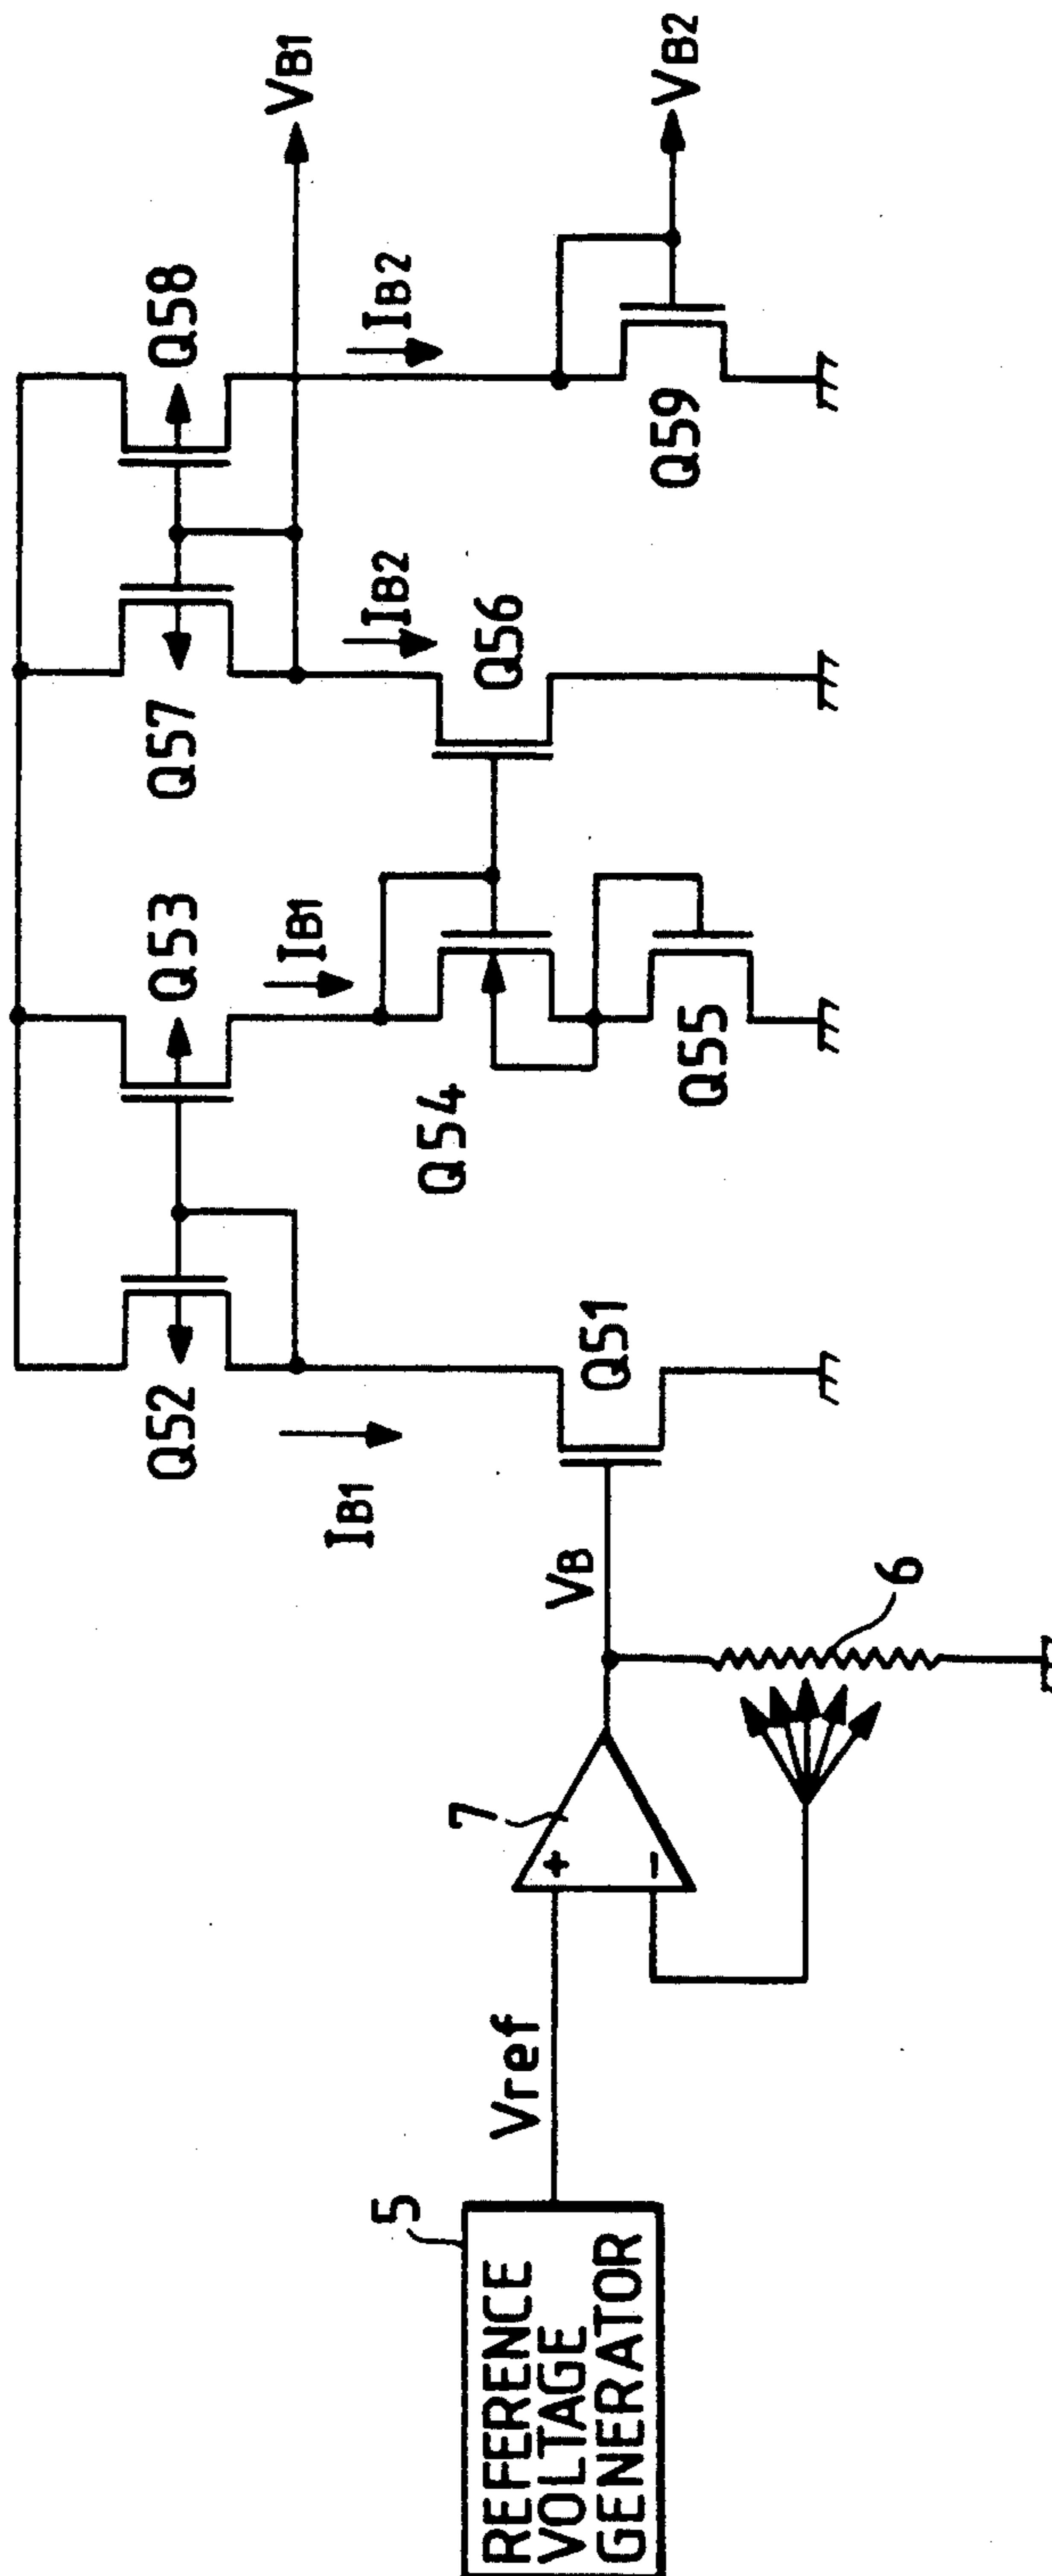 5
REFERENCE
VOLTAGE
GENERATOR
Vref
7
+
-
6
VB
IB1
Q52
Q51
Q53
IB1
Q54
Q55
Q57
IB2
Q56
Q58
IB2
Q59
VB1
VB2